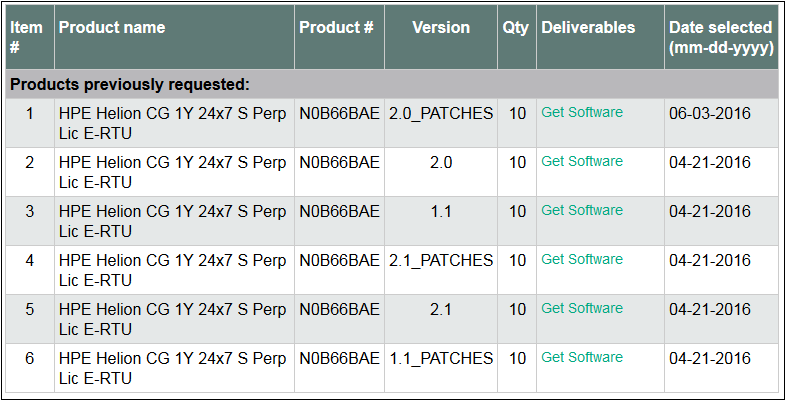 Item # Product name Product # Version Qty Deliverables Date selected (mm-dd-yyyy)
Products previously requested:
1 HPE Helion CG 1Y 24x7 S Perp Lic E-RTU N0B66BAE 2.0_PATCHES 10 Get Software 06-03-2016
2 HPE Helion CG 1Y 24x7 S Perp Lic E-RTU N0B66BAE 2.0 10 Get Software 04-21-2016
3 HPE Helion CG 1Y 24x7 S Perp Lic E-RTU N0B66BAE 1.1 10 Get Software 04-21-2016
4 HPE Helion CG 1Y 24x7 S Perp Lic E-RTU N0B66BAE 2.1_PATCHES 10 Get Software 04-21-2016
5 HPE Helion CG 1Y 24x7 S Perp Lic E-RTU N0B66BAE 2.1 10 Get Software 04-21-2016
6 HPE Helion CG 1Y 24x7 S Perp Lic E-RTU N0B66BAE 1.1_PATCHES 10 Get Software 04-21-2016